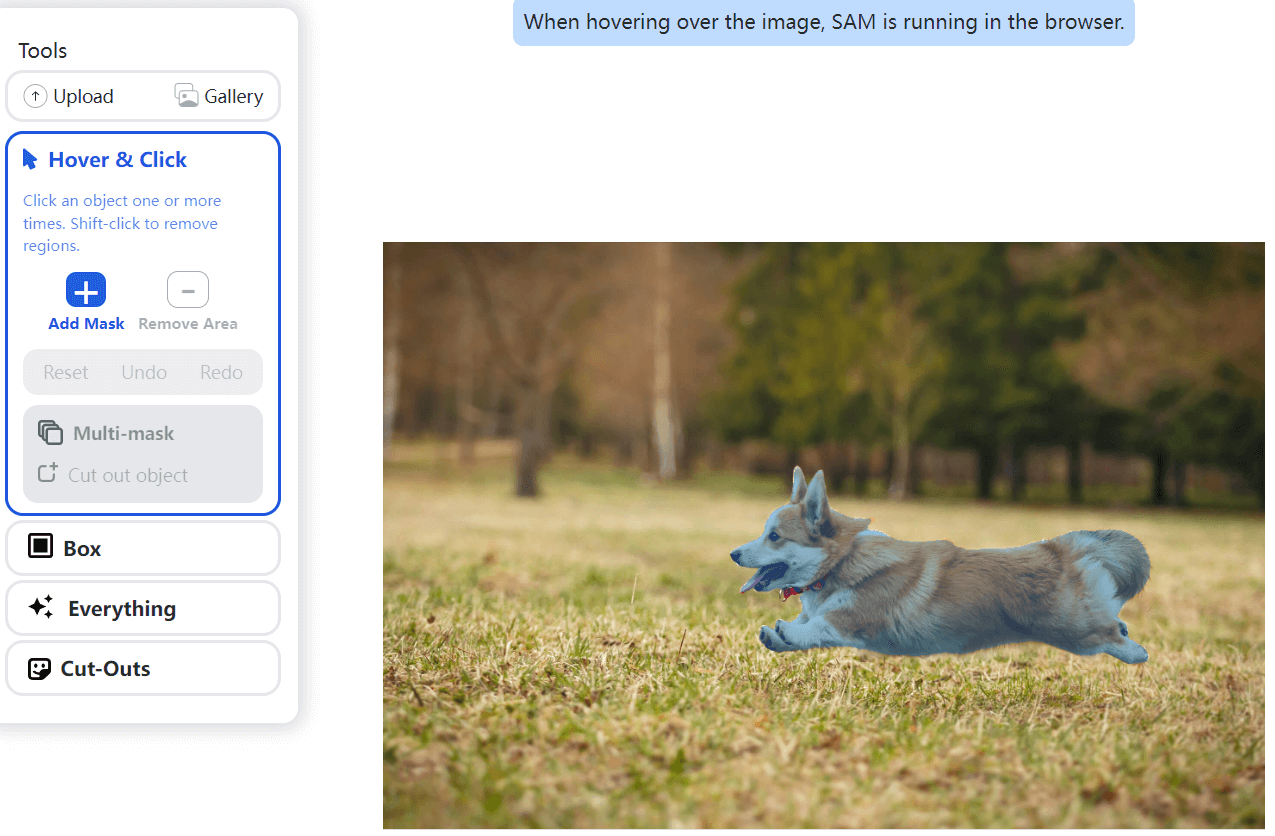 When hovering over the image, SAM is running in the browser.
Tools
Upload
Gallery
Hover & Click
Click an object one or more
times. Shift-click to remove
regions.
Add Mask
Remove Area
Reset
Undo
Redo
Multi-mask
Cut out object
Box
Everything
Cut-Outs